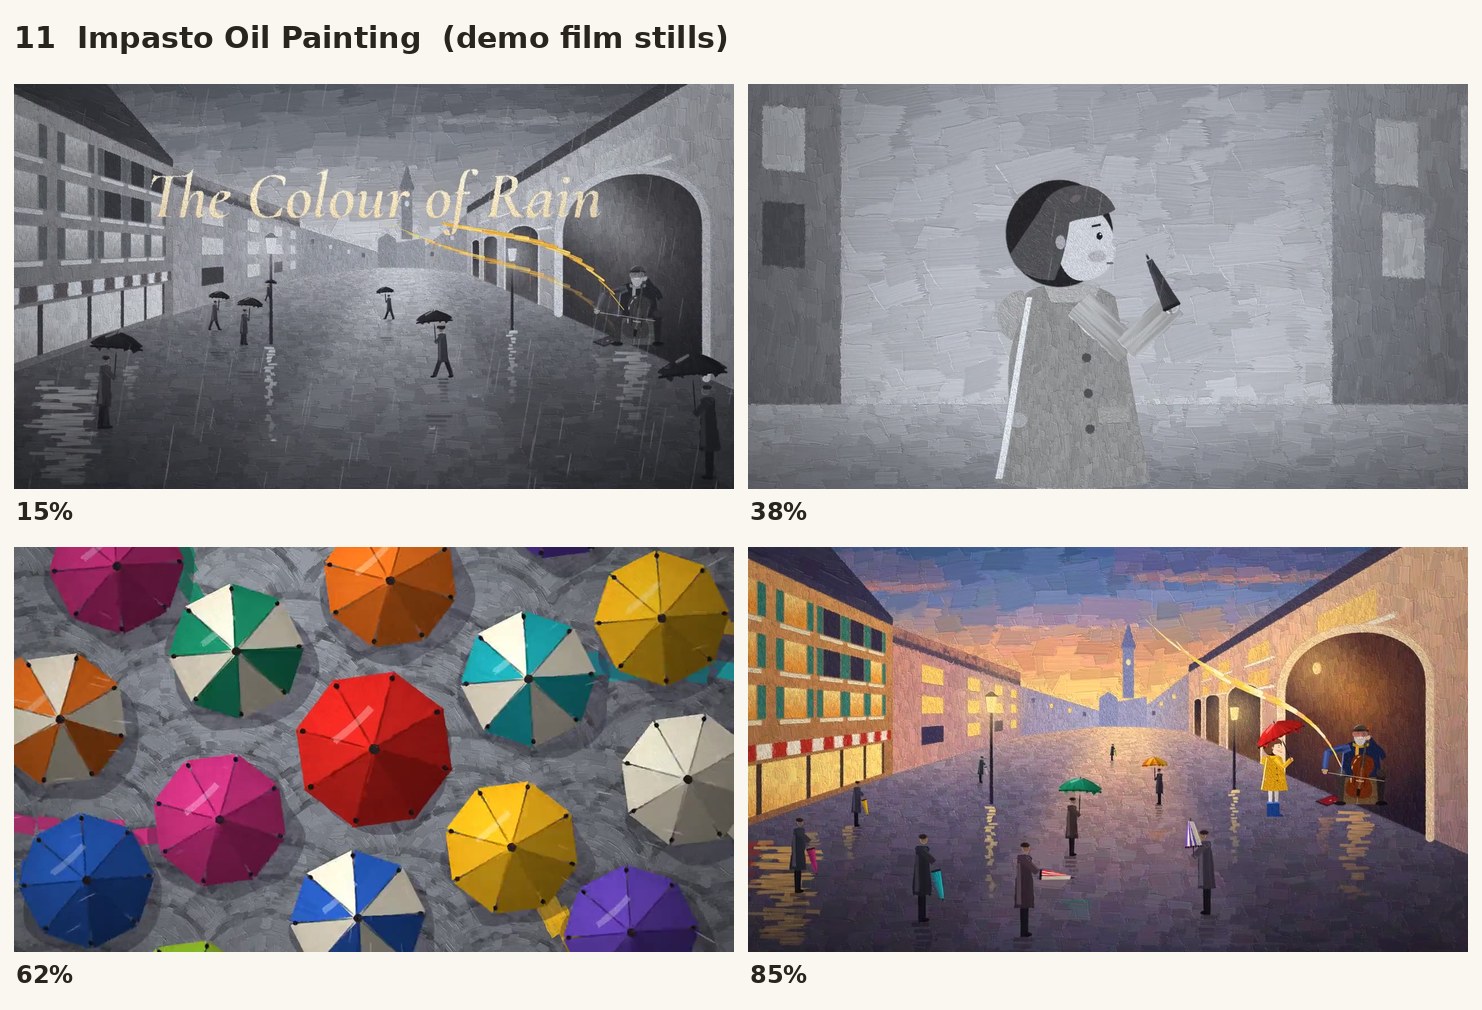 11  Impasto Oil Painting  (demo film stills)
The Colour of Rain
15%
38%
62%
85%